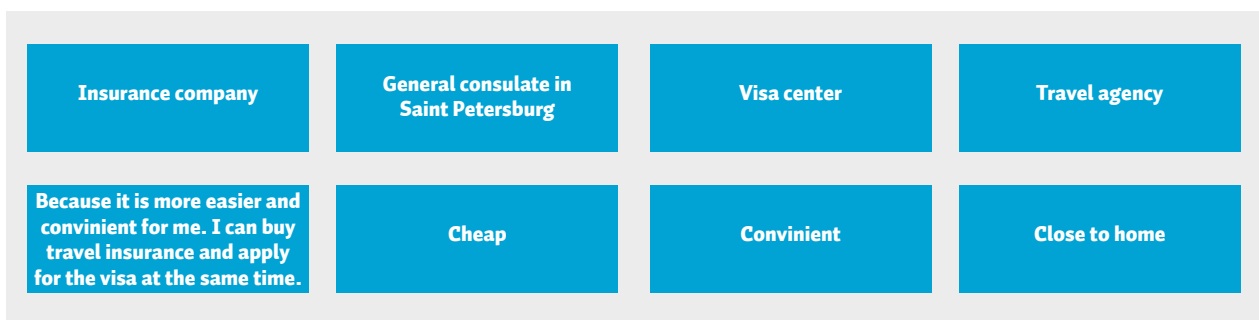 Insurance company
General consulate in
Saint Petersburg
Visa center
Travel agency
Because it is more easier and
convinient for me. I can buy
travel insurance and apply
for the visa at the same time.
Cheap
Convinient
Close to home